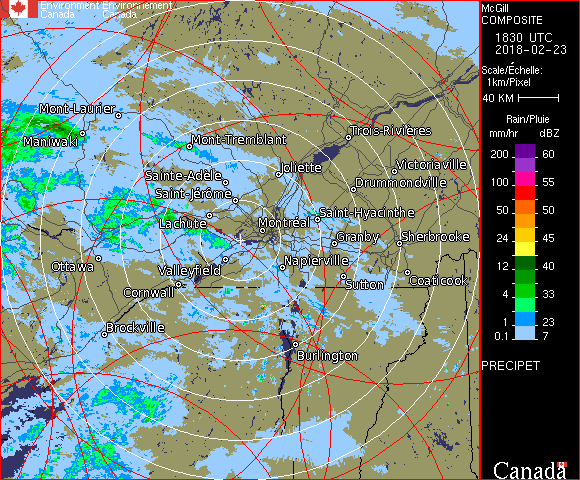 Environment Environnement
Canada Canada
McGill
COMPOSITE
1830 UTC
2018-02-23
Scale/Échelle:
1km/Pixel
40 KM
Rain/Pluie
mm/hr dBZ
200 60
150 55
100 50
50 45
24 40
12 33
4 23
1 7
0.1
PRECIPET
Canada
Mont-Laurier
Maniwaki
Mont-Tremblant
Trois-Rivières
Joliette
Victoriaville
Sainte-Adèle
Drummondville
Saint-Jérôme
Saint-Hyacinthe
Lachute
Montréal
Granby
Sherbrooke
Ottawa
Valleyfield
Napierville
Cornwall
Sutton
Coaticook
Brockville
Burlington